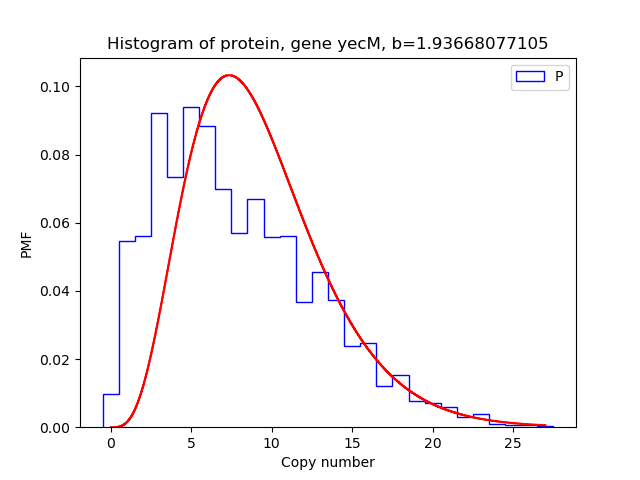 Histogram of protein, gene yecM, b=1.93668077105
P
0.10
0.08
0.06
0.04
0.02
0.00
PMF
0 5 10 15 20 25
Copy number